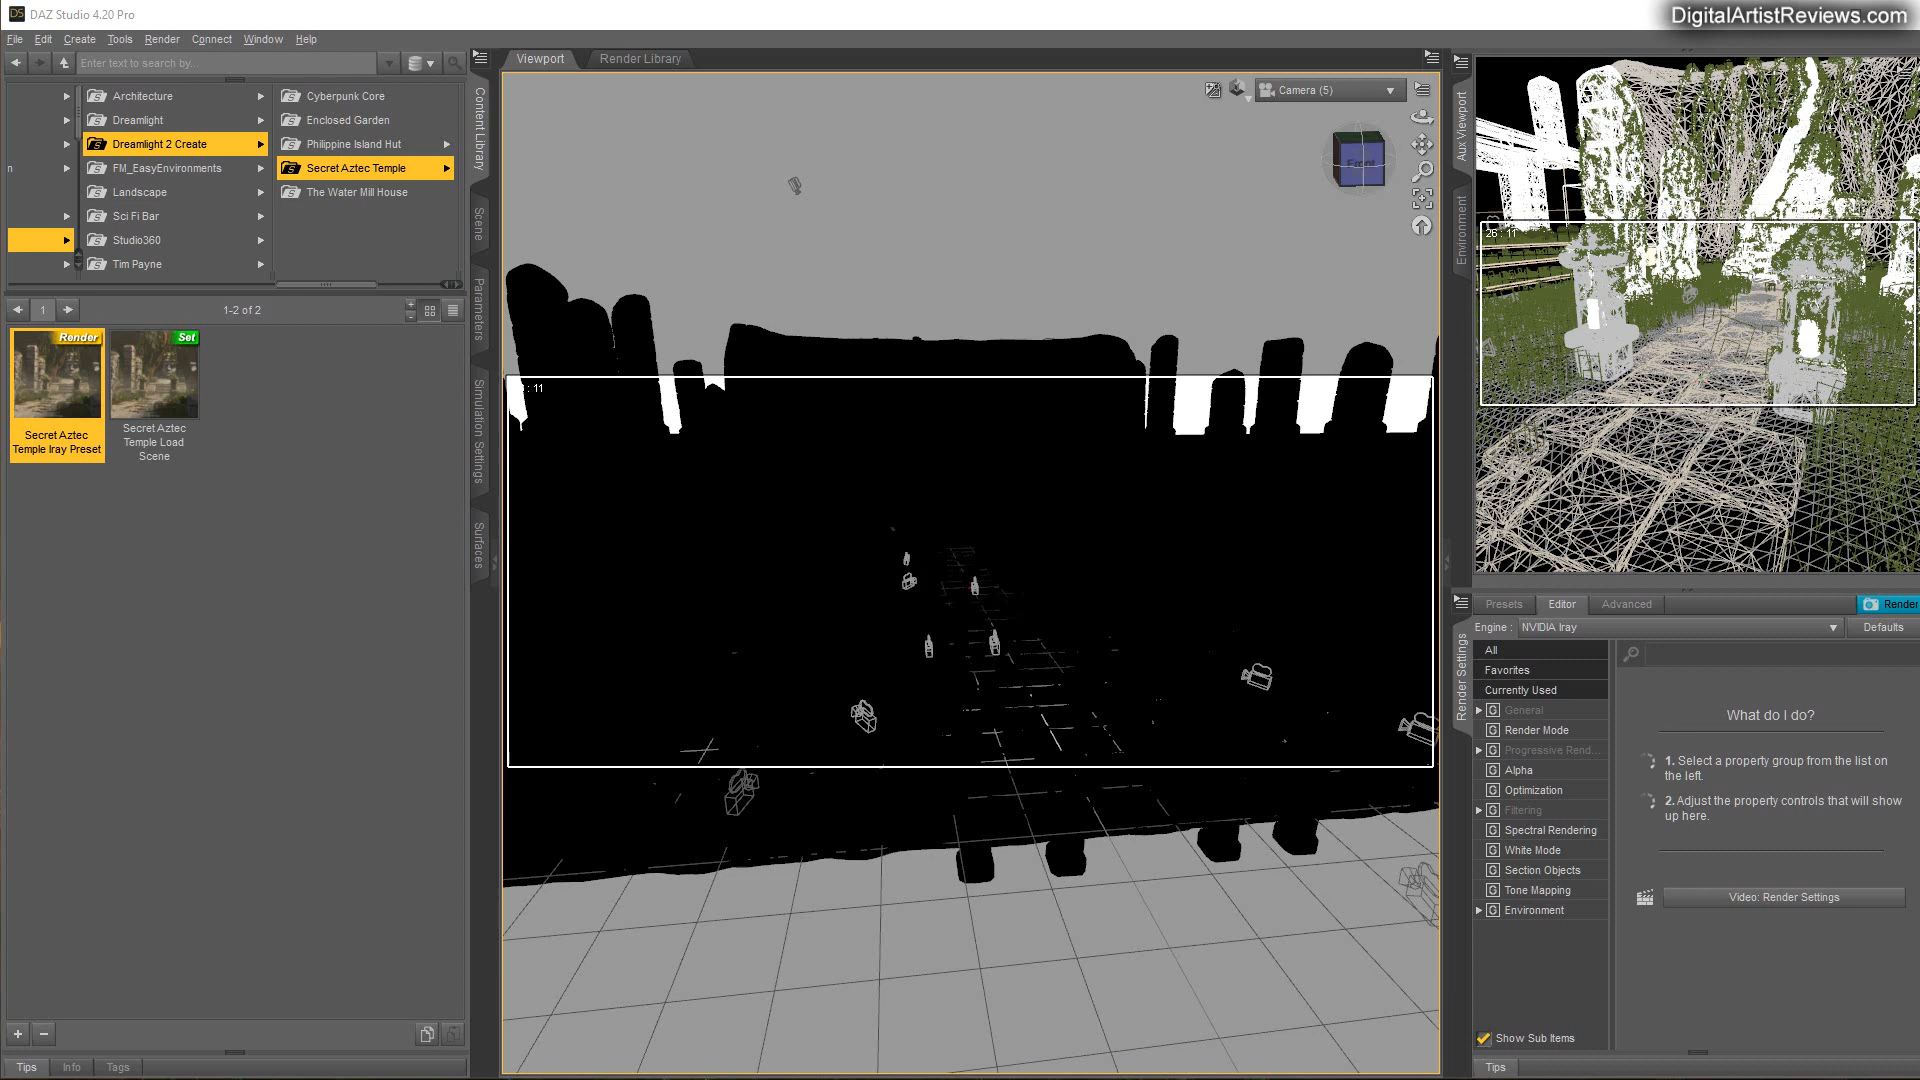 DAZ Studio 4.20 Pro
DigitalArtistReviews.com
File Edit Create Tools Render Connect Window Help
Enter text to search by...
Architecture
Dreamlight
Dreamlight 2 Create
FM_EasyEnvironments
Landscape
Sci Fi Bar
Studio360
Tim Payne
Cyberpunk Core
Enclosed Garden
Philippine Island Hut
Secret Aztec Temple
The Water Mill House
1
1-2 of 2
Render
Secret Aztec
Temple Iray Preset
Set
Secret Aztec
Temple Load
Scene
Tips Info Tags
Content Library
Scene
Parameters
Simulation Settings
Surfaces
Viewport Render Library
Camera (5)
Front
: 11
Aux Viewport
Environment
26 : 11
Render Settings
Presets Editor Advanced Render
Engine : NVIDIA Iray Defaults
All
Favorites
Currently Used
General
Render Mode
Progressive Rend...
Alpha
Optimization
Filtering
Spectral Rendering
White Mode
Section Objects
Tone Mapping
Environment
What do I do?
1. Select a property group from the list on
the left.
2. Adjust the property controls that will show
up here.
Video: Render Settings
Show Sub Items
Tips